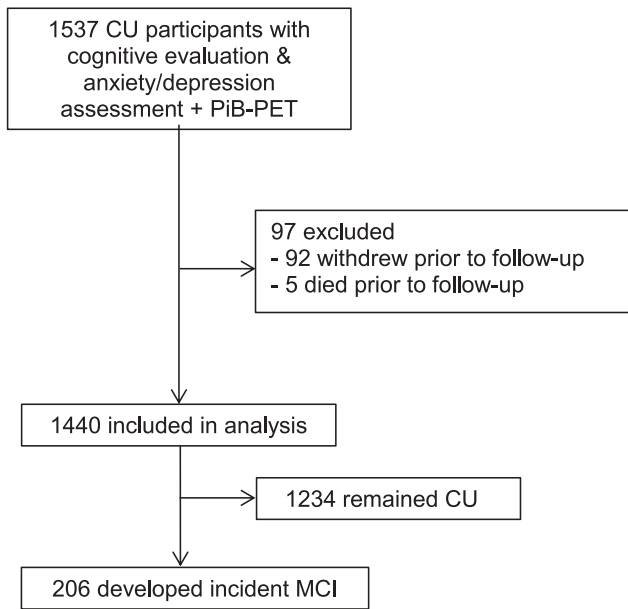 1537 CU participants with
cognitive evaluation &
anxiety/depression
assessment + PiB-PET
97 excluded
- 92 withdrew prior to follow-up
- 5 died prior to follow-up
1440 included in analysis
1234 remained CU
206 developed incident MCI